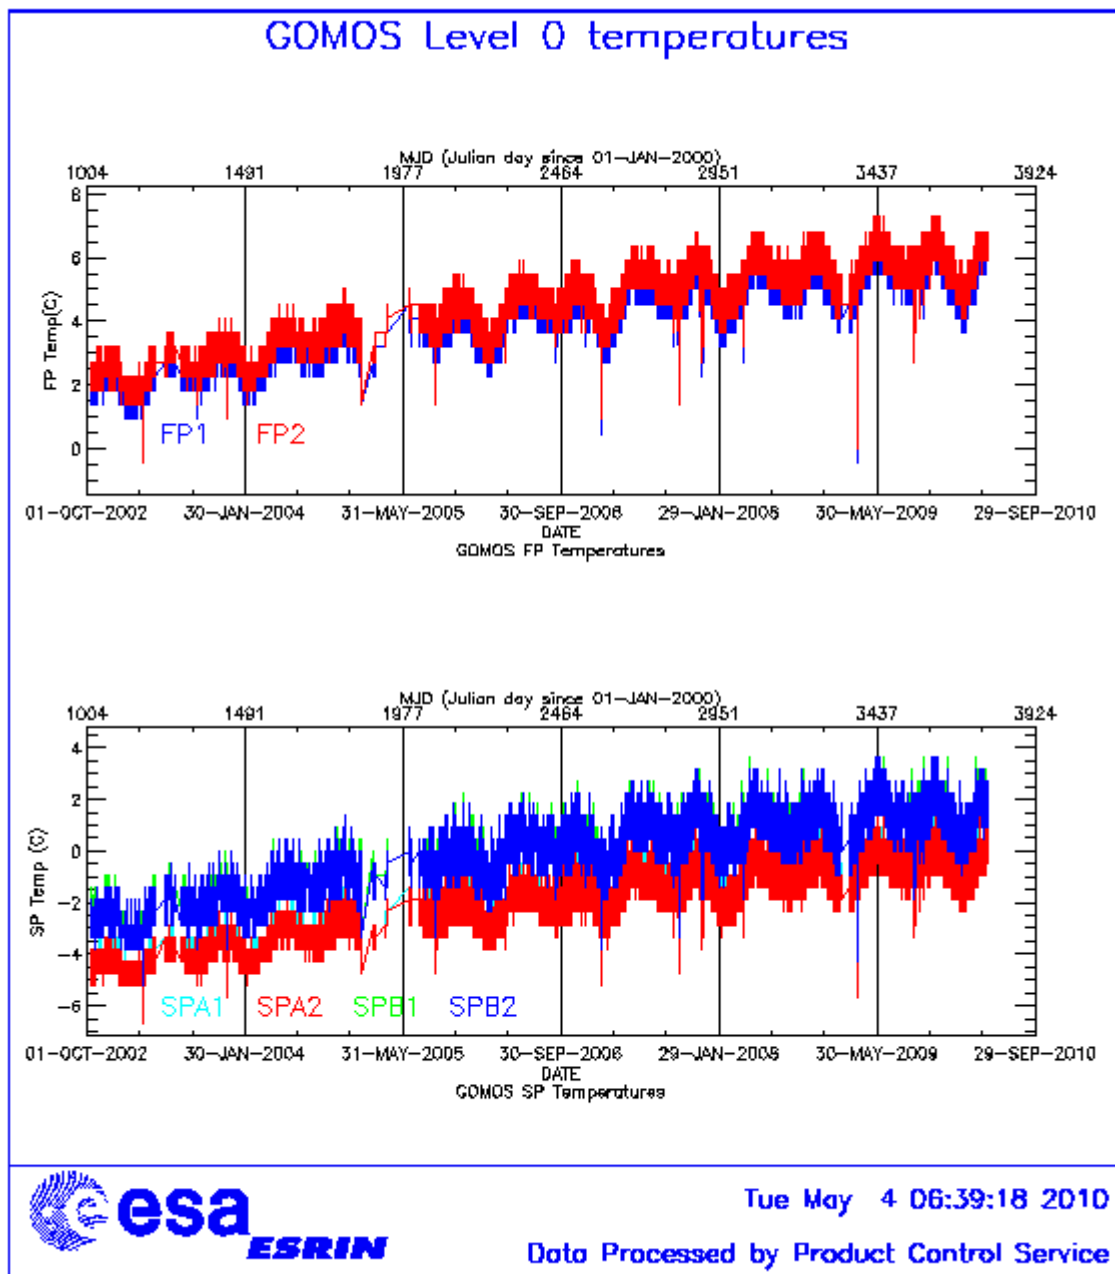 GOMOS Level 0 temperatures
MJD (Julian day since 01-JAN-2000)
1004 1491 1977 2464 2951 3437 3924
8
6
4
2
0
FP Temp(C)
FP1 FP2
01-OCT-2002 30-JAN-2004 31-MAY-2005 30-SEP-2006 29-JAN-2008 30-MAY-2009 29-SEP-2010
DATE
GOMOS FP Temperatures
MJD (Julian day since 01-JAN-2000)
1004 1491 1977 2464 2951 3437 3924
4
2
0
-2
-4
-6
SP Temp (C)
SPA1 SPA2 SPB1 SPB2
01-OCT-2002 30-JAN-2004 31-MAY-2005 30-SEP-2006 29-JAN-2008 30-MAY-2009 29-SEP-2010
DATE
GOMOS SP Temperatures
esa
ESRIN
Tue May 4 06:39:18 2010
Data Processed by Product Control Service